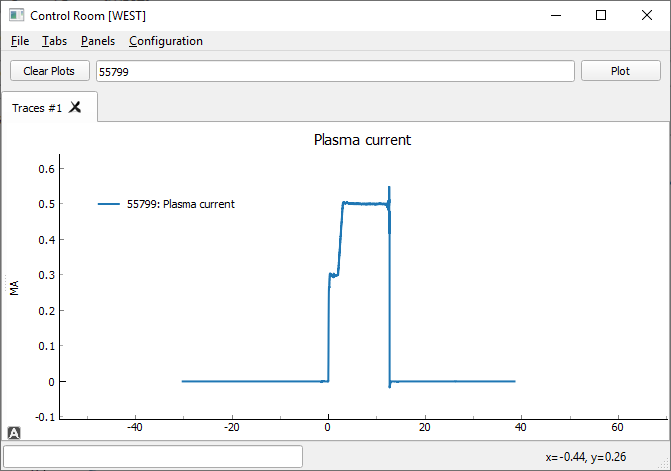 Control Room [WEST]
File Tabs Panels Configuration
Clear Plots 55799 Plot
Traces #1
Plasma current
0.6
55799: Plasma current
0.5
0.4
0.3
MA
0.2
0.1
0
-0.1
-40 -20 0 20 40 60
A
x=-0.44, y=0.26